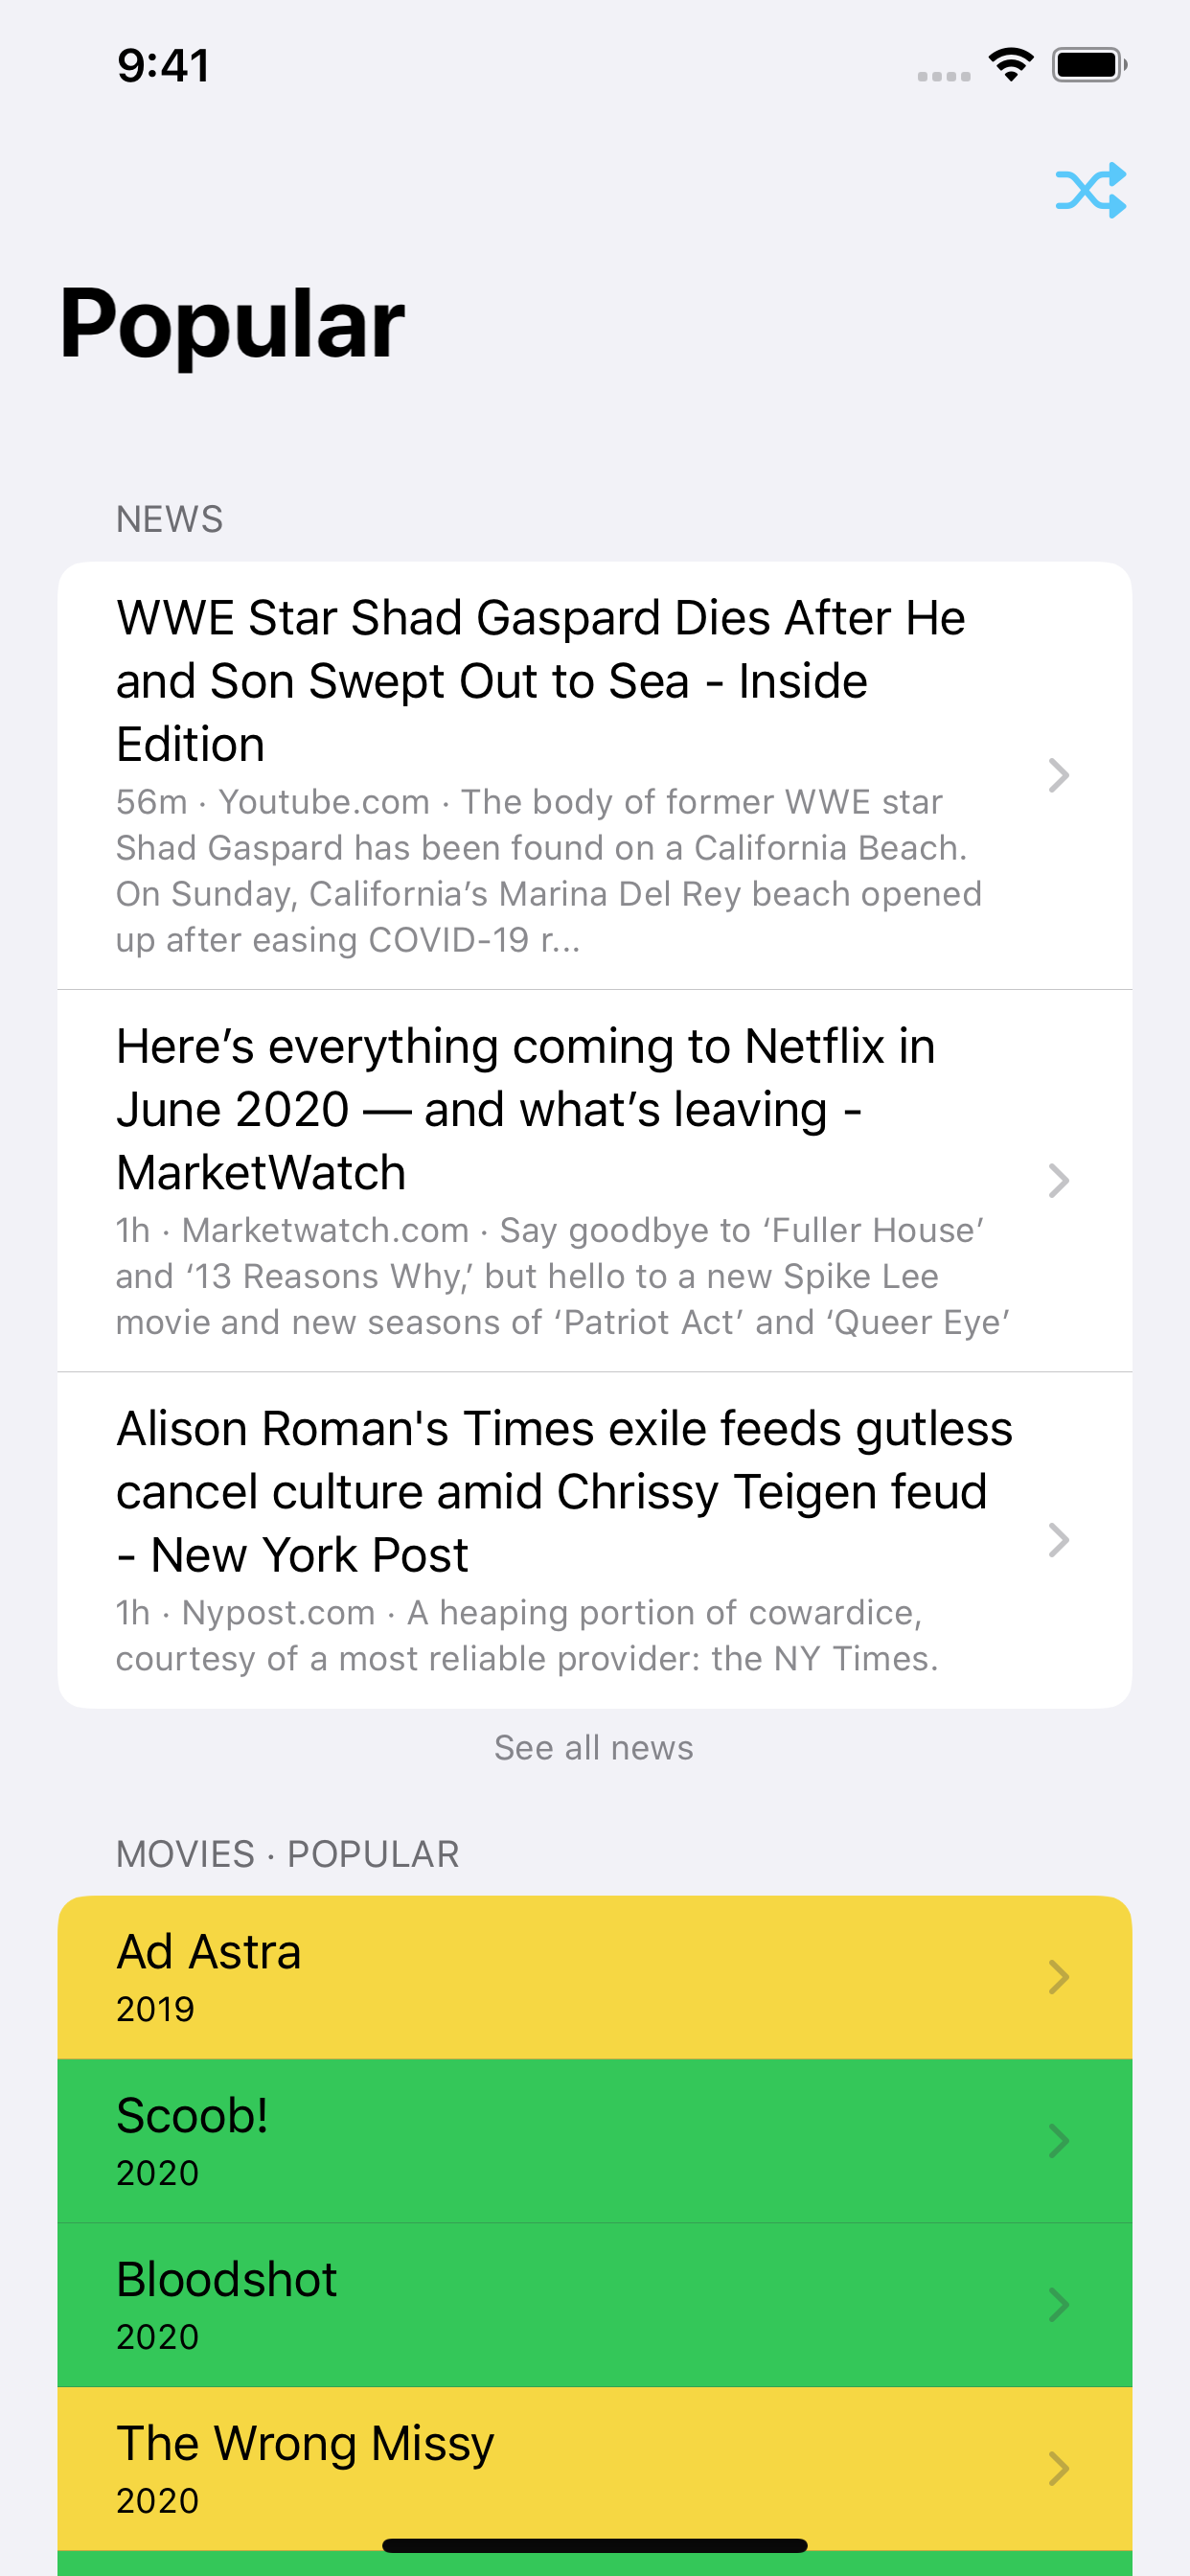 9:41
Popular
NEWS
WWE Star Shad Gaspard Dies After He
and Son Swept Out to Sea - Inside
Edition
56m · Youtube.com · The body of former WWE star
Shad Gaspard has been found on a California Beach.
On Sunday, California’s Marina Del Rey beach opened
up after easing COVID-19 r...
Here’s everything coming to Netflix in
June 2020 — and what’s leaving -
MarketWatch
1h · Marketwatch.com · Say goodbye to ‘Fuller House’
and ‘13 Reasons Why,’ but hello to a new Spike Lee
movie and new seasons of ‘Patriot Act’ and ‘Queer Eye’
Alison Roman's Times exile feeds gutless
cancel culture amid Chrissy Teigen feud
- New York Post
1h · Nypost.com · A heaping portion of cowardice,
courtesy of a most reliable provider: the NY Times.
See all news
MOVIES · POPULAR
Ad Astra
2019
Scoob!
2020
Bloodshot
2020
The Wrong Missy
2020